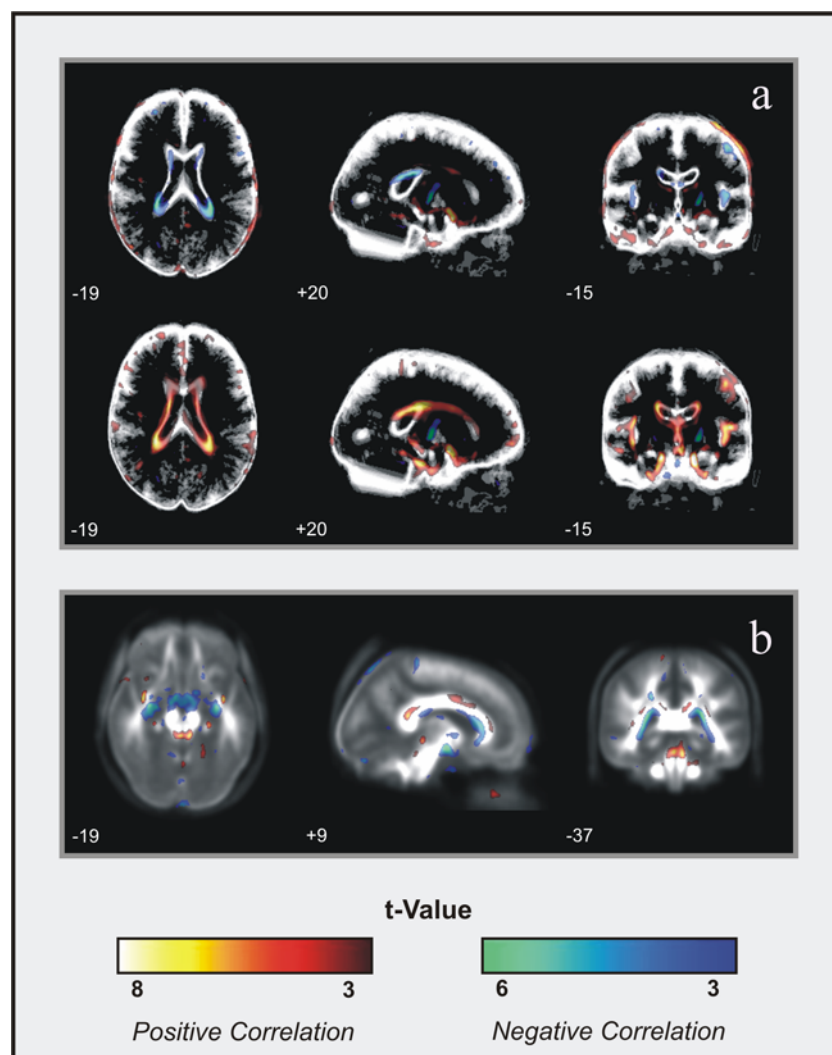 a
-19 +20 -15
-19 +20 -15
b
-19 +9 -37
t-Value
8 3 6 3
Positive Correlation Negative Correlation